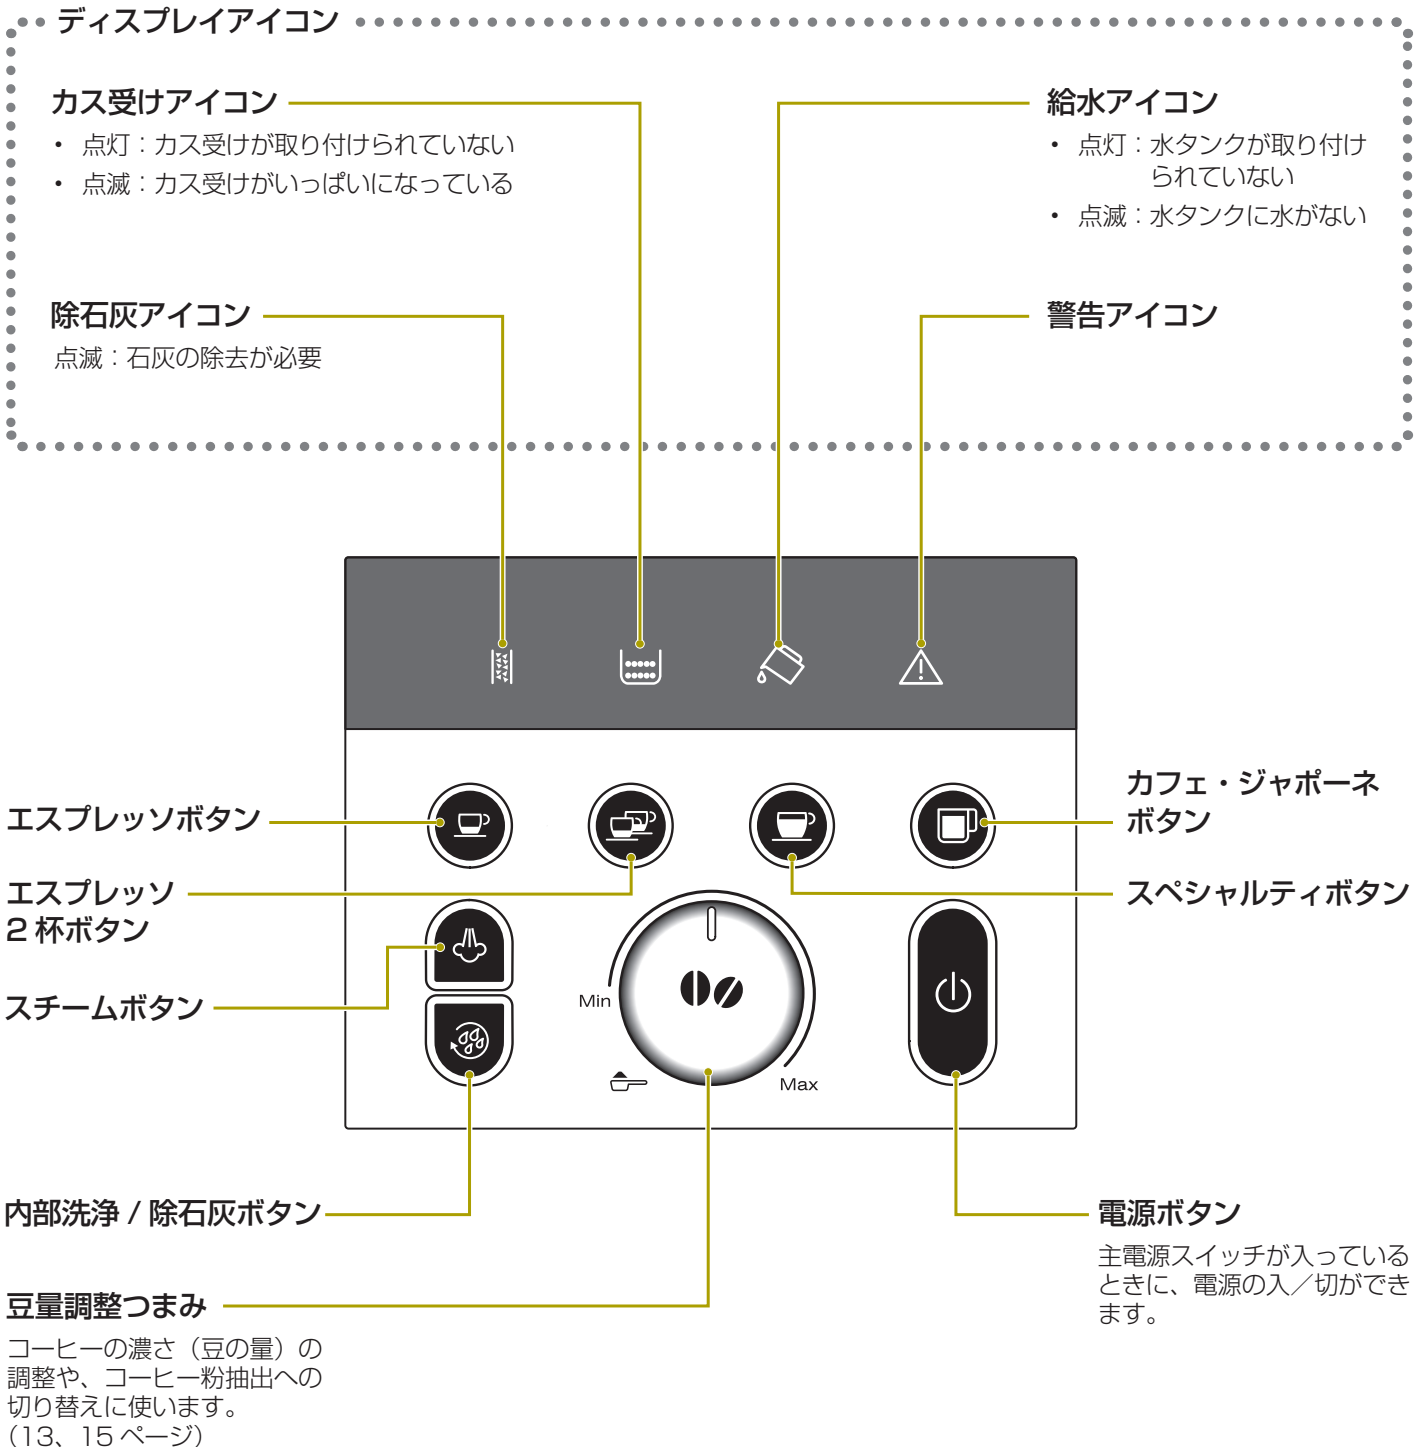 ディスプレイアイコン
カス受けアイコン
・ 点灯：カス受けが取り付けられていない
・ 点滅：カス受けがいっぱいになっている
給水アイコン
・ 点灯：水タンクが取り付け
られていない
・ 点滅：水タンクに水がない
除石灰アイコン
点滅：石灰の除去が必要
警告アイコン
エスプレッソボタン
カフェ・ジャポーネ
ボタン
エスプレッソ
2 杯ボタン
スペシャルティボタン
スチームボタン
Min
Max
内部洗浄 / 除石灰ボタン
電源ボタン
主電源スイッチが入っている
ときに、電源の入／切ができ
ます。
豆量調整つまみ
コーヒーの濃さ（豆の量）の
調整や、コーヒー粉抽出への
切り替えに使います。
（13、15 ページ）